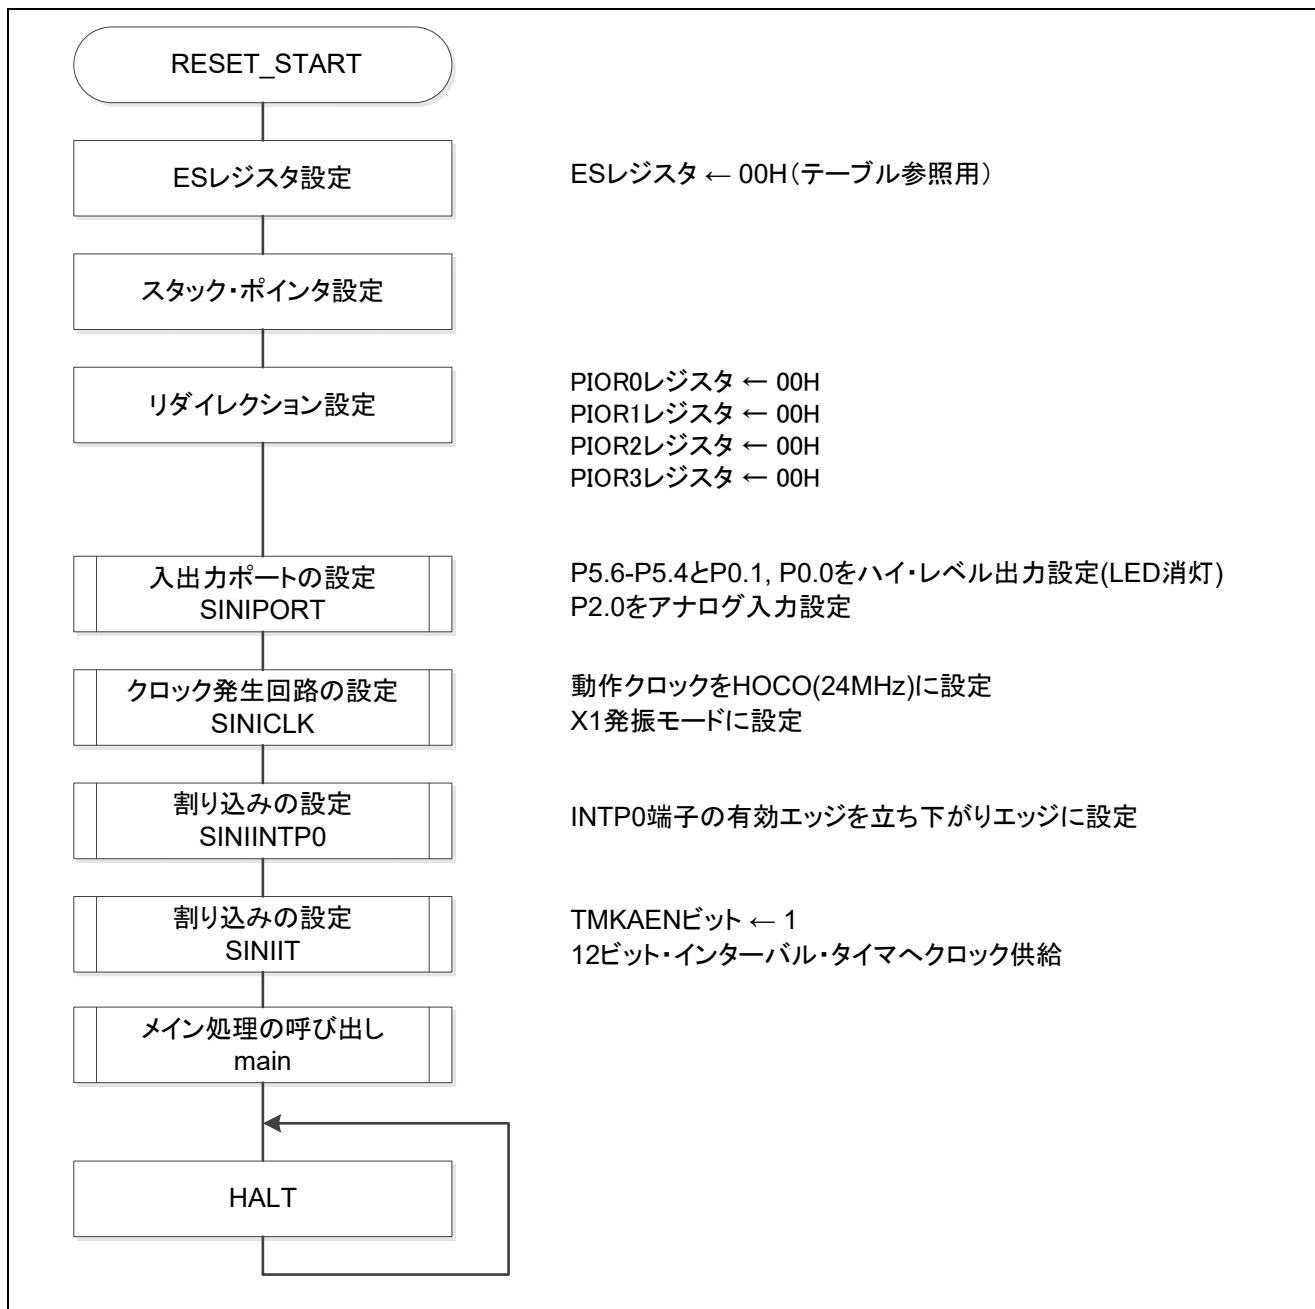 RESET_START
ESレジスタ設定
ESレジスタ ← 00H（テーブル参照用）
スタック・ポインタ設定
リダイレクション設定
PIOR0レジスタ ← 00H
PIOR1レジスタ ← 00H
PIOR2レジスタ ← 00H
PIOR3レジスタ ← 00H
入出力ポートの設定
SINIPORT
P5.6-P5.4とP0.1, P0.0をハイ・レベル出力設定(LED消灯)
P2.0をアナログ入力設定
クロック発生回路の設定
SINICLK
動作クロックをHOCO(24MHz)に設定
X1発振モードに設定
割り込みの設定
SINIINTP0
INTP0端子の有効エッジを立ち下がりエッジに設定
割り込みの設定
SINIIT
TMKAENビット ← 1
12ビット・インターバル・タイマへクロック供給
メイン処理の呼び出し
main
HALT